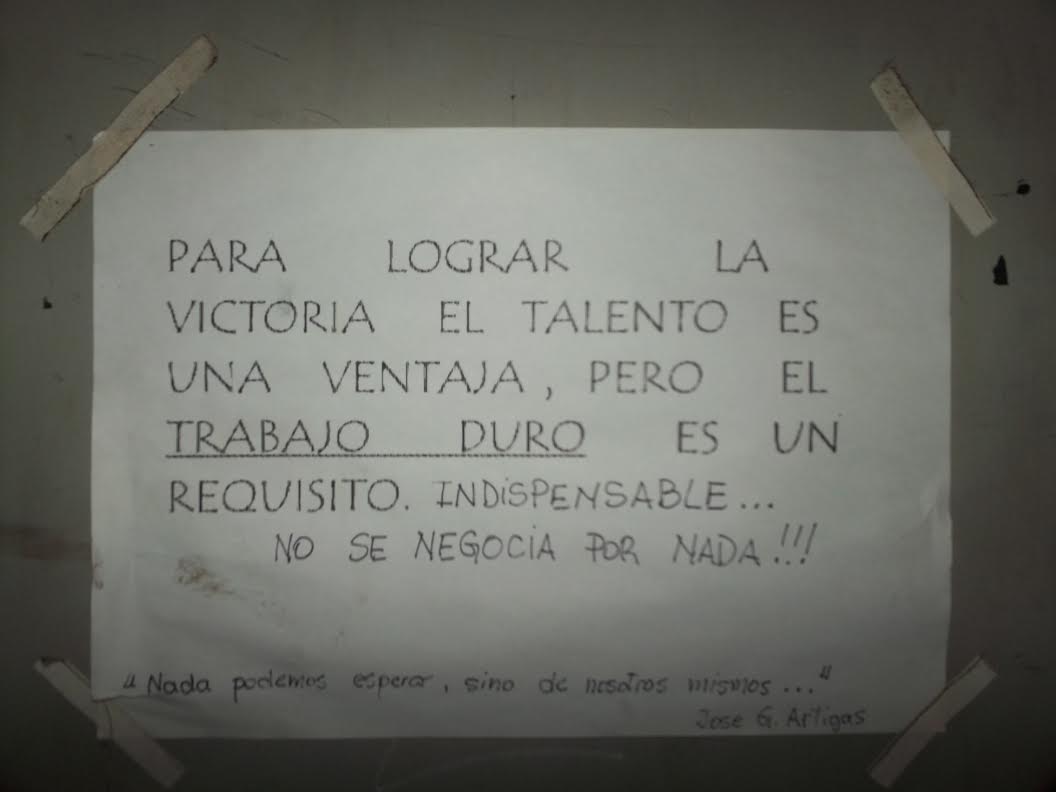 PARA LOGRAR LA
VICTORIA EL TALENTO ES
UNA VENTAJA, PERO EL
TRABAJO DURO ES UN
REQUISITO. INDISPENSABLE...
NO SE NEGOCIA POR NADA!!!
"Nada podemos esperar, sino de nosotros mismos..."
Jose G. Artigas